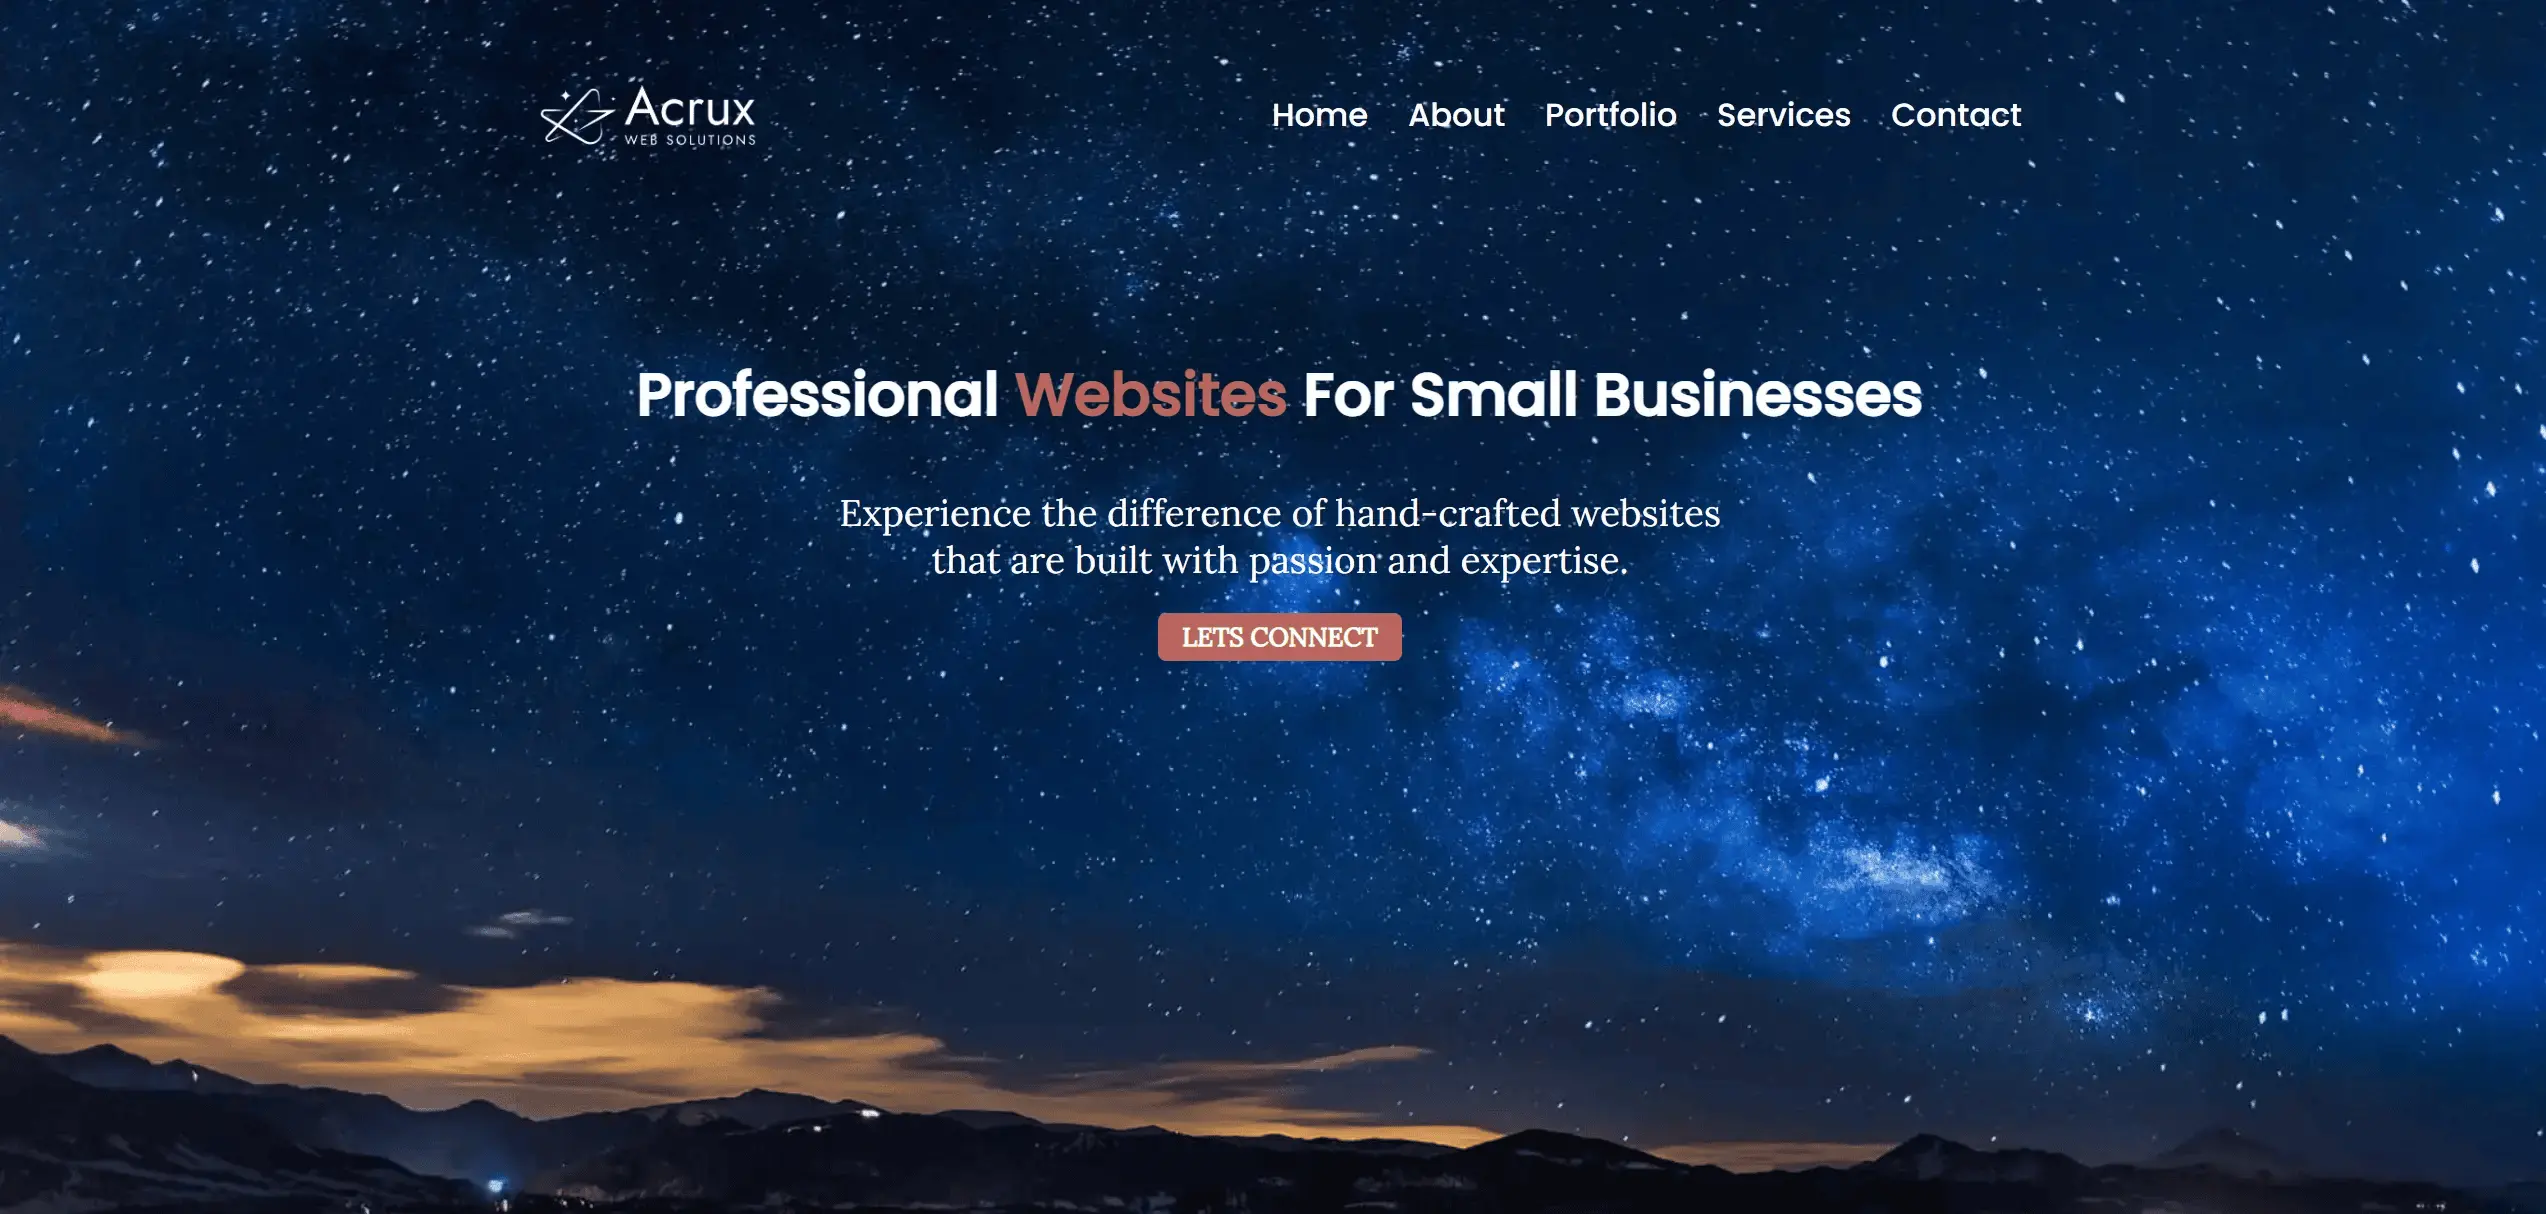 Acrux
WEB SOLUTIONS
Home About Portfolio Services Contact
Professional Websites For Small Businesses
Experience the difference of hand-crafted websites
that are built with passion and expertise.
LETS CONNECT